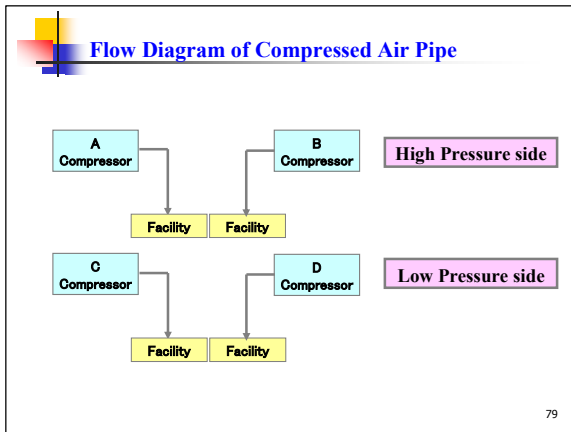 Flow Diagram of Compressed Air Pipe
A
Compressor
B
Compressor
High Pressure side
Facility
Facility
C
Compressor
D
Compressor
Low Pressure side
Facility
Facility
79